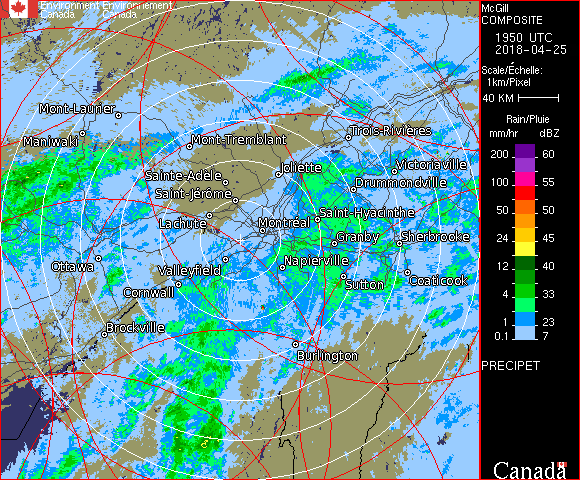 Environment Environnement
Canada Canada
McGill
COMPOSITE
1950 UTC
2018-04-25
Scale/Échelle:
1km/Pixel
40 KM
Rain/Pluie
mm/hr dBZ
200 60
100 55
50 50
24 45
12 40
4 33
1 23
0.1 7
PRECIPET
Canada
Mont-Laurier
Maniwaki
Mont-Tremblant
Trois-Rivières
Sainte-Adèle
Joliette
Victoriaville
Drummondville
Saint-Jérôme
Lachute
Montréal
Saint-Hyacinthe
Granby
Sherbrooke
Ottawa
Valleyfield
Napierville
Cornwall
Sutton
Coaticook
Brockville
Burlington